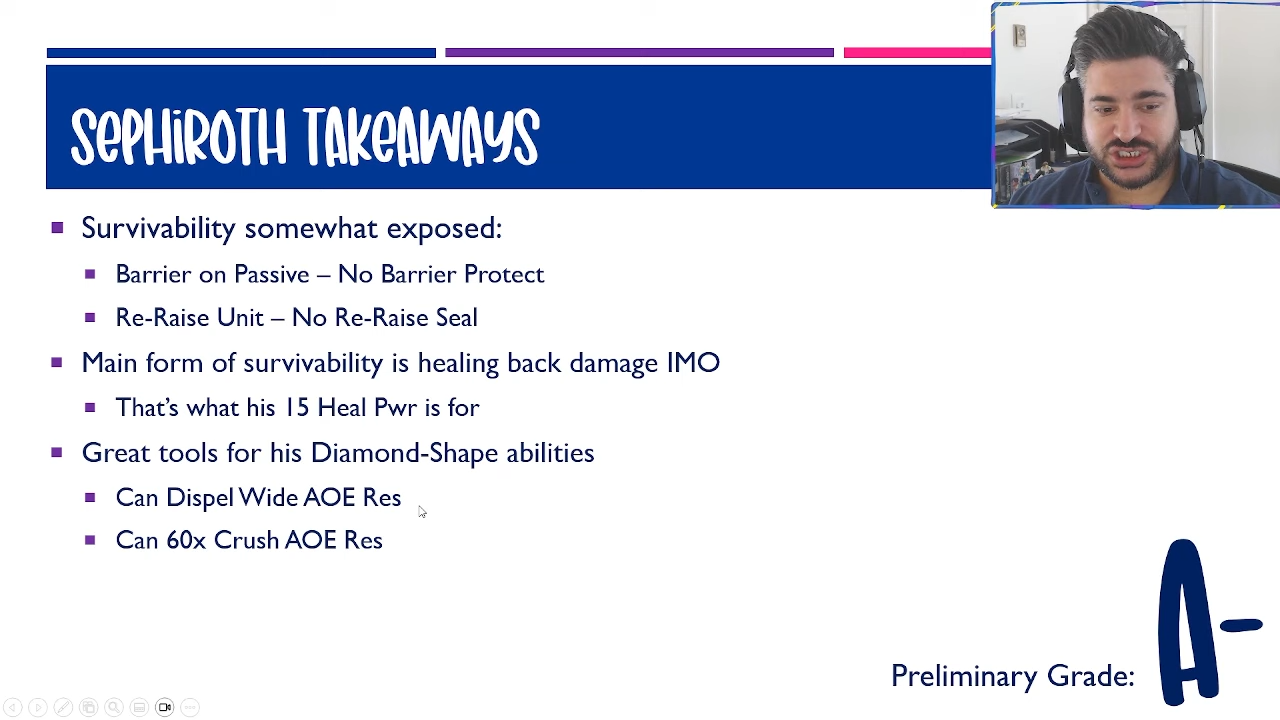 Sephiroth Takeaways
Survivability somewhat exposed:
Barrier on Passive – No Barrier Protect
Re-Raise Unit – No Re-Raise Seal
Main form of survivability is healing back damage IMO
That's what his 15 Heal Pwr is for
Great tools for his Diamond-Shape abilities
Can Dispel Wide AOE Res
Can 60x Crush AOE Res
Preliminary Grade:
A-